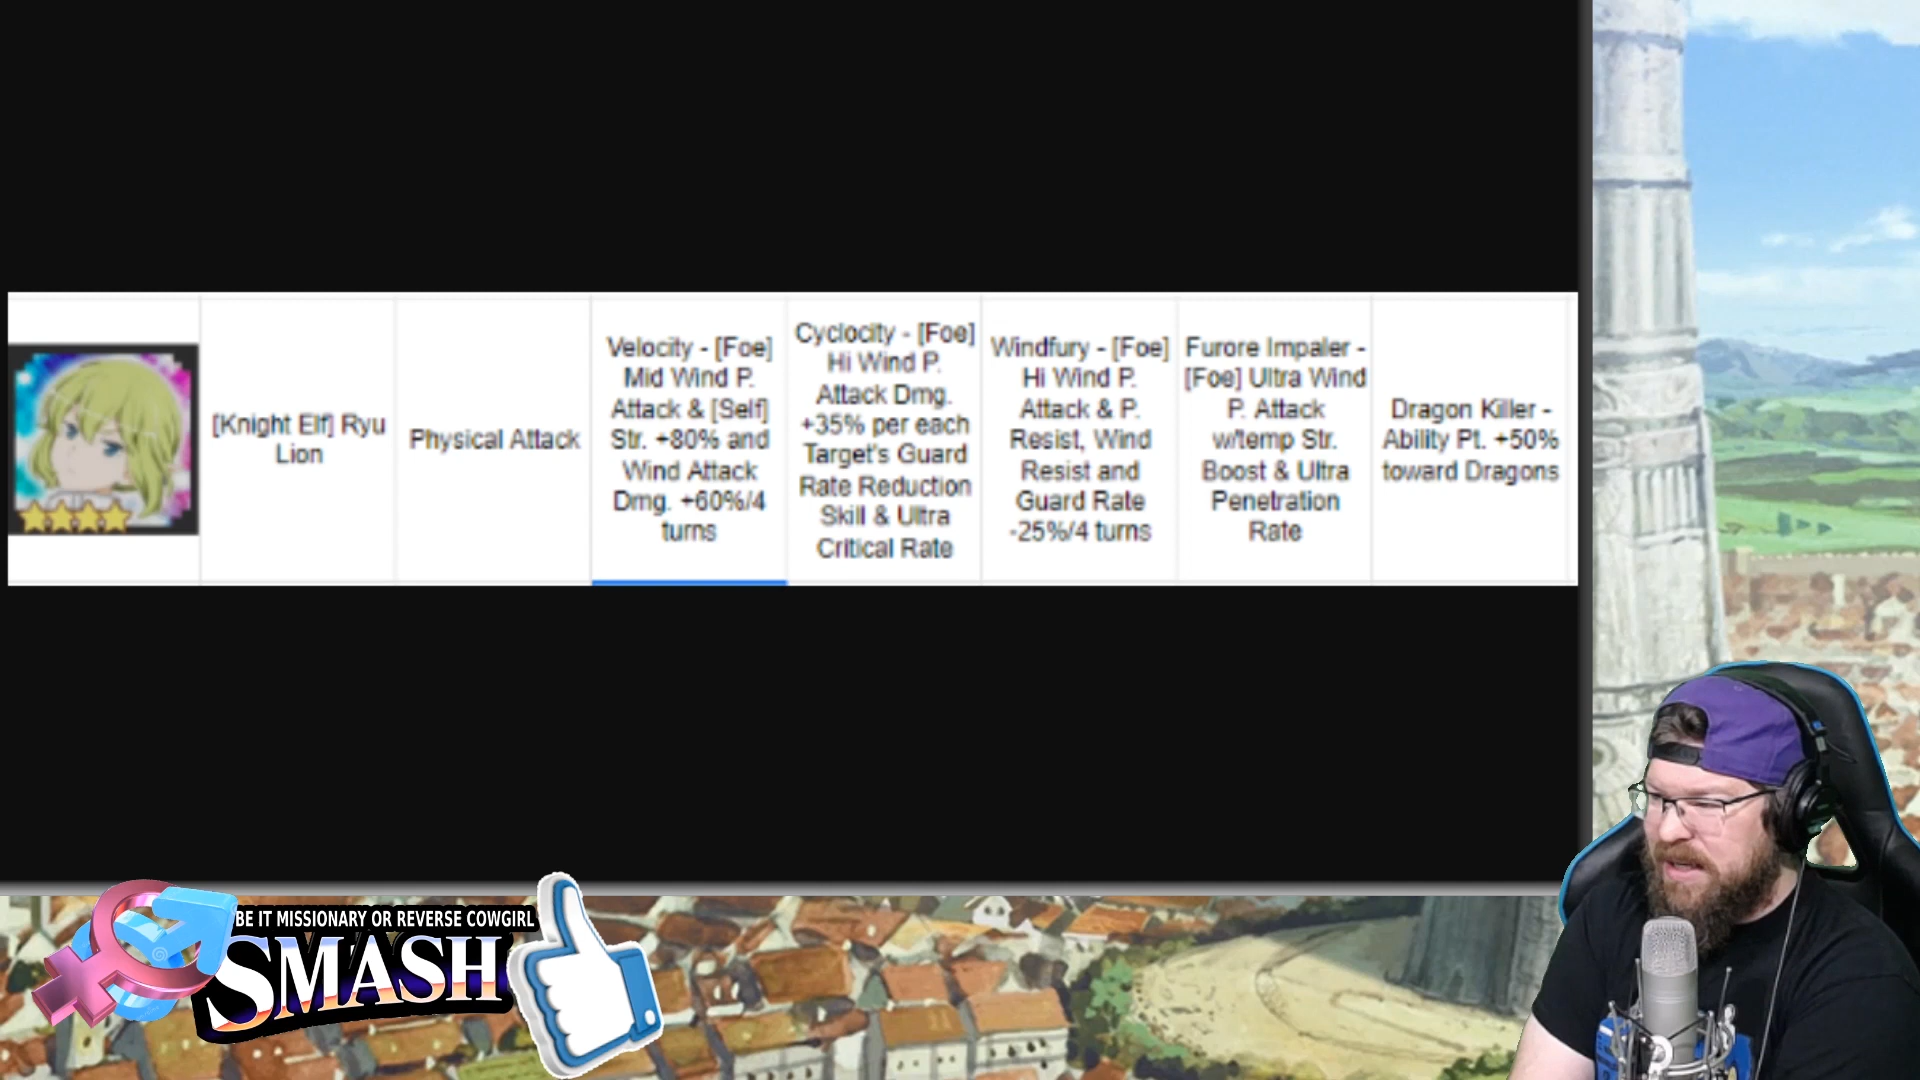 [Knight Elf] Ryu
Lion
Physical Attack
Velocity - [Foe]
Mid Wind P.
Attack & [Self]
Str. +80% and
Wind Attack
Dmg. +60%/4
turns
Cyclocity - [Foe]
Hi Wind P.
Attack Dmg.
+35% per each
Target's Guard
Rate Reduction
Skill & Ultra
Critical Rate
Windfury - [Foe]
Hi Wind P.
Attack & P.
Resist, Wind
Resist and
Guard Rate
-25%/4 turns
Furore Impaler -
[Foe] Ultra Wind
P. Attack
w/temp Str.
Boost & Ultra
Penetration
Rate
Dragon Killer -
Ability Pt. +50%
toward Dragons
BE IT MISSIONARY OR REVERSE COWGIRL
SMASH